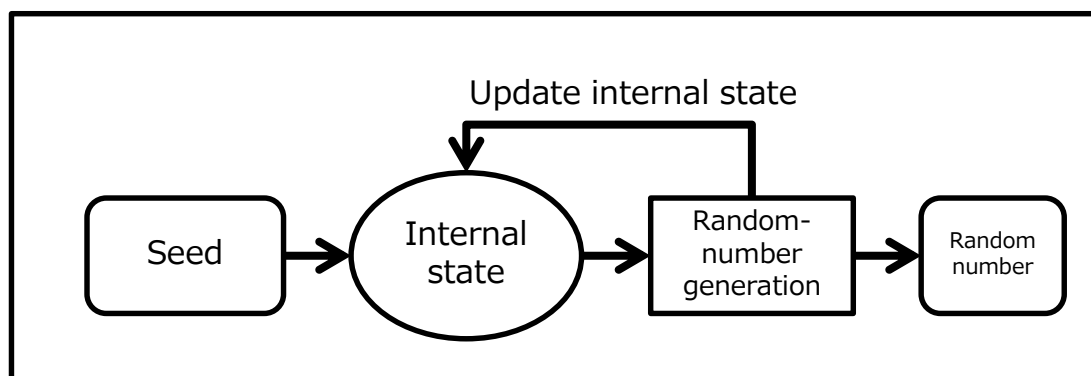 Update internal state
Seed
Internal
state
Random-
number
generation
Random
number